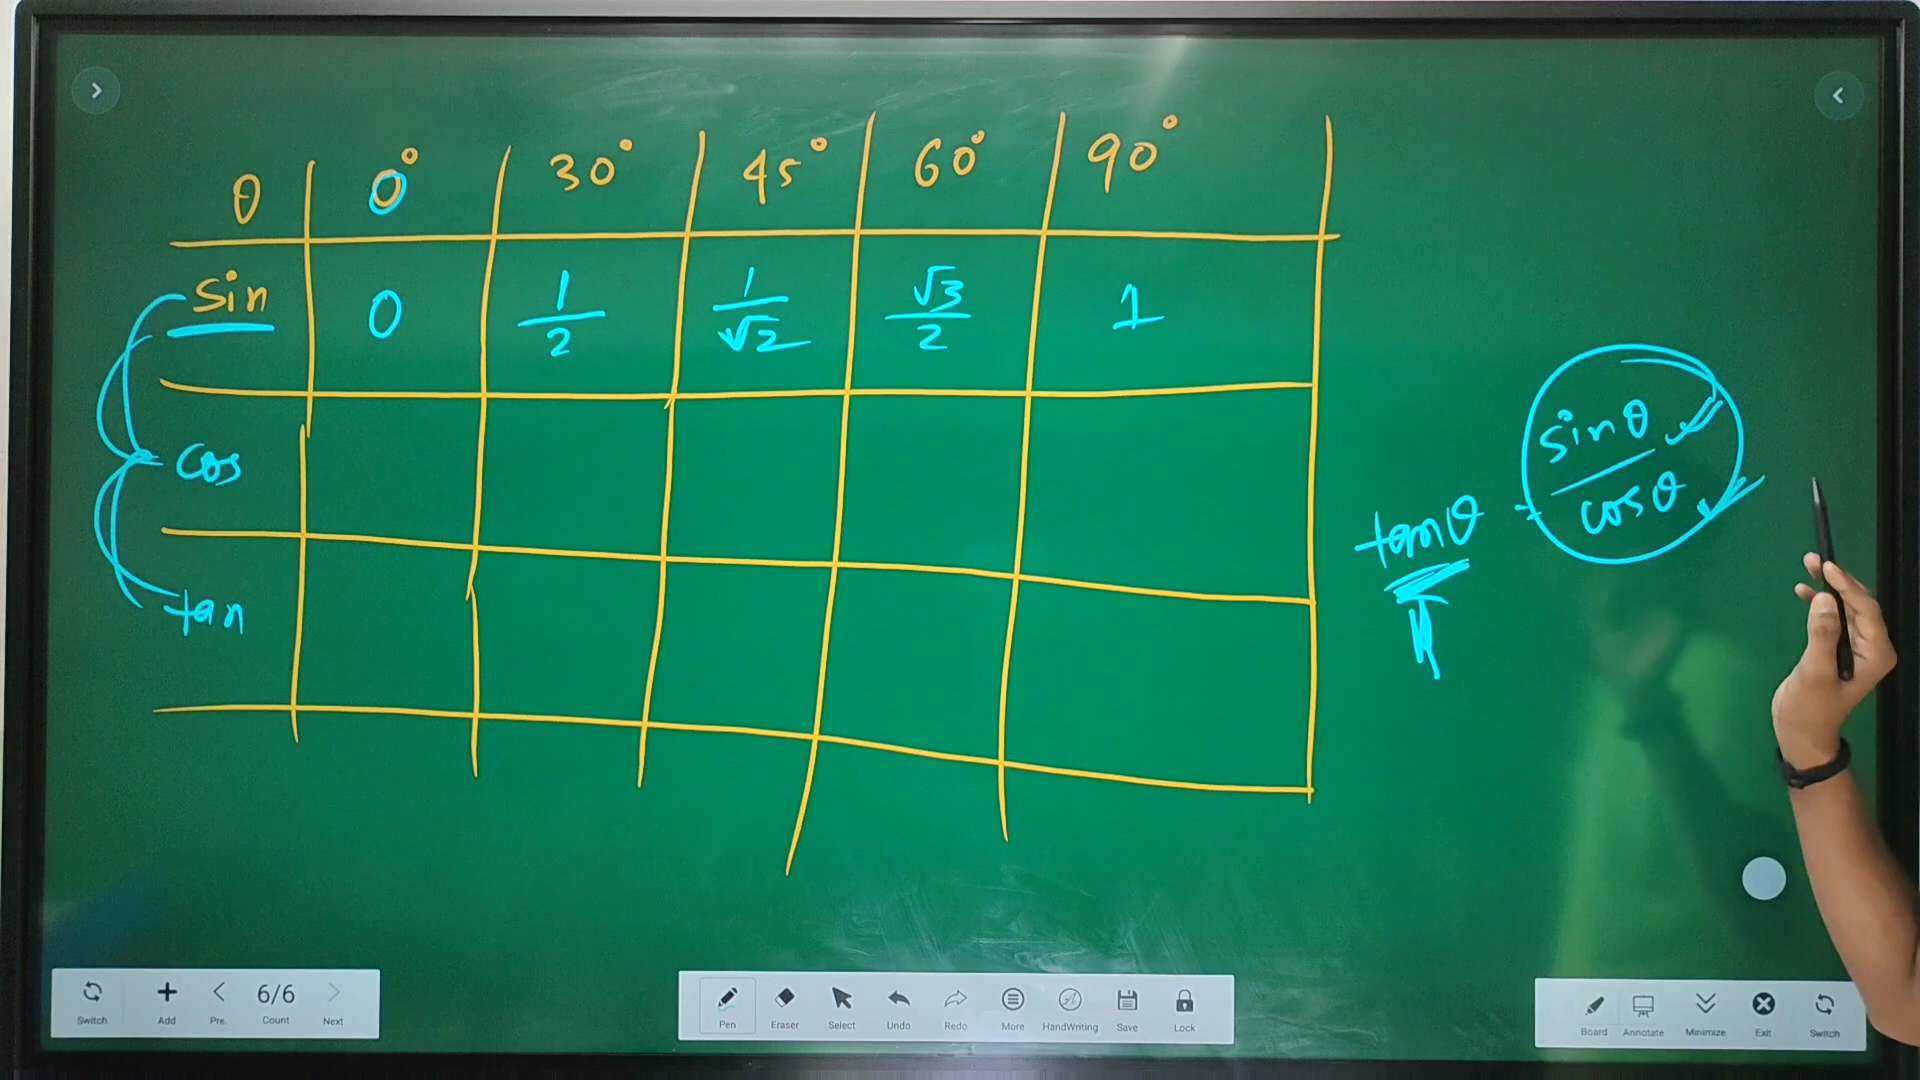 θ 0° 30° 45° 60° 90°
sin 0 1/2 1/√2 √3/2 1
cos
tan
tanθ = sinθ/cosθ
Switch Add Pre. 6/6 Count Next
Pen Eraser Select Undo Redo More HandWriting Save Lock
Board Annotate Minimize Exit Switch